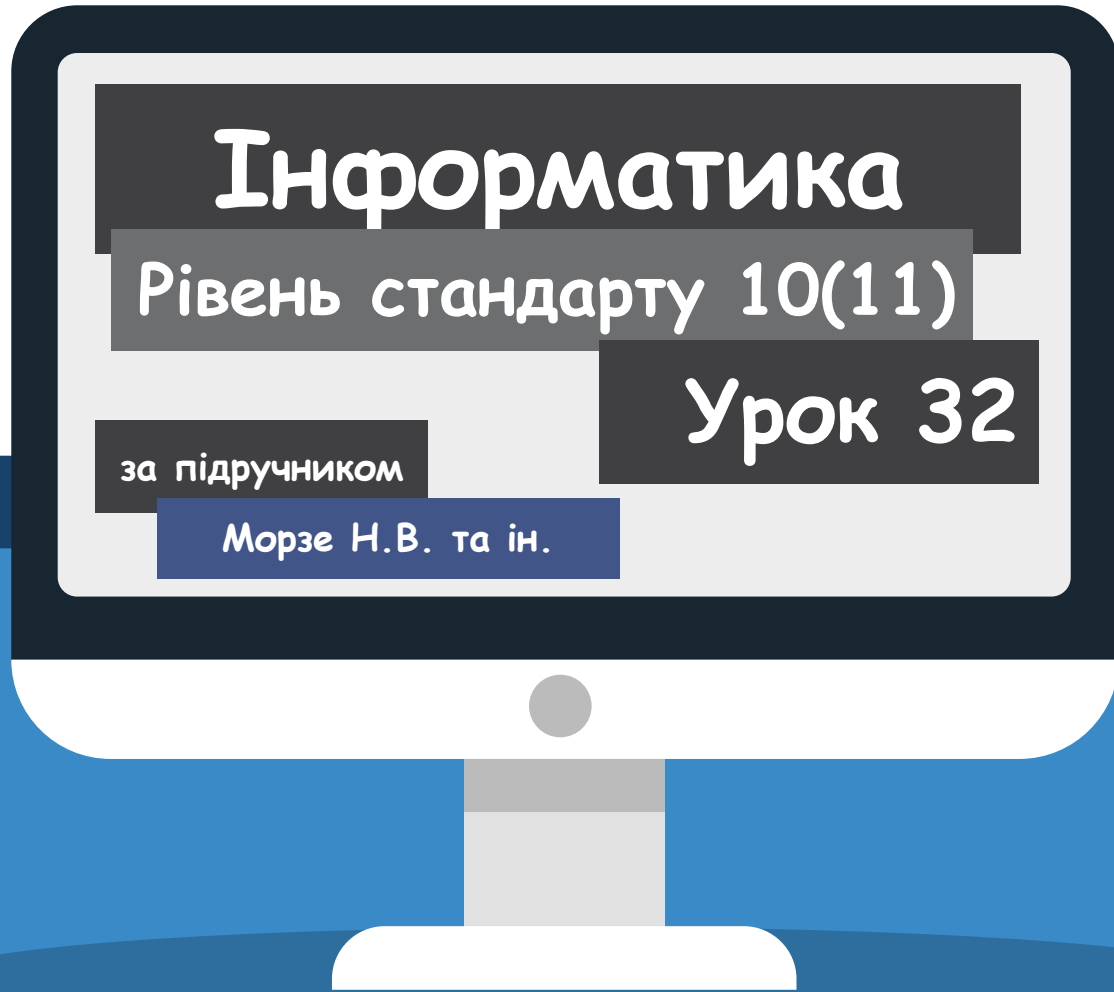 Інформатика
Рівень стандарту 10(11)
Урок 32
за підручником
Морзе Н.В. та ін.